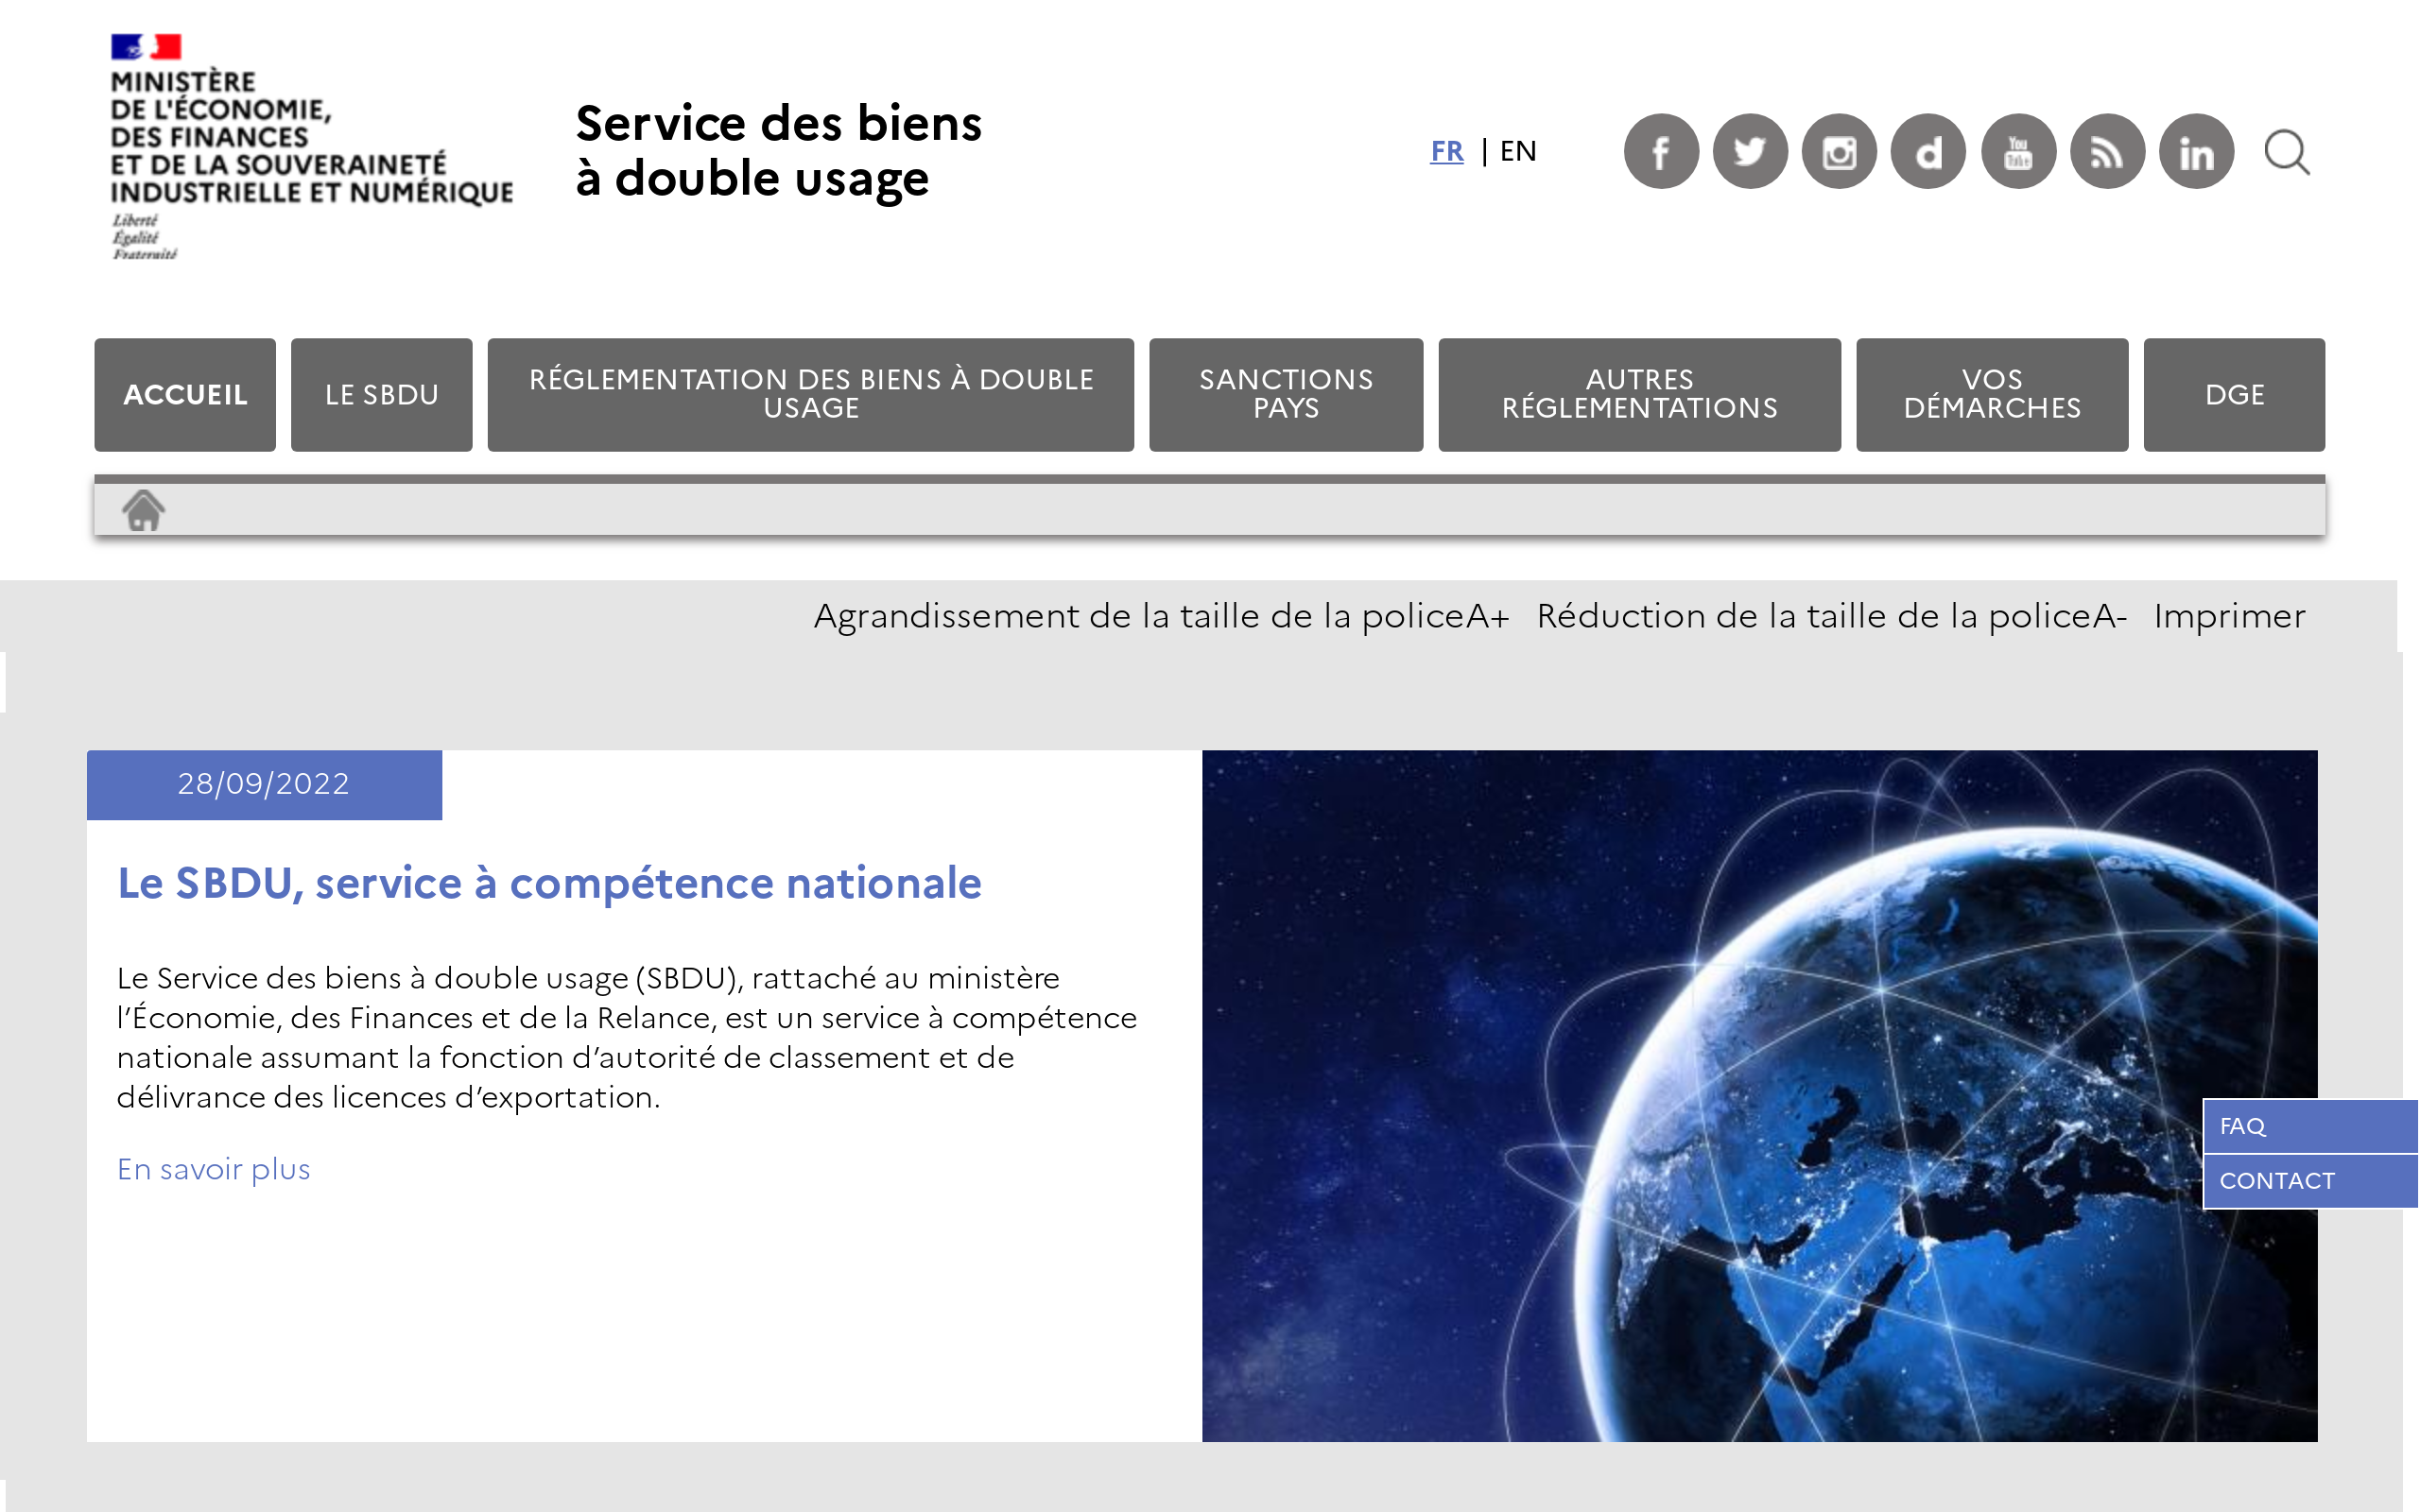 MINISTÈRE
DE L'ÉCONOMIE,
DES FINANCES
ET DE LA SOUVERAINETÉ
INDUSTRIELLE ET NUMÉRIQUE
Liberté
Égalité
Fraternité
Service des biens
à double usage
FR | EN
ACCUEIL
LE SBDU
RÉGLEMENTATION DES BIENS À DOUBLE
USAGE
SANCTIONS
PAYS
AUTRES
RÉGLEMENTATIONS
VOS
DÉMARCHES
DGE
Agrandissement de la taille de la policeA+ Réduction de la taille de la policeA- Imprimer
28/09/2022
Le SBDU, service à compétence nationale
Le Service des biens à double usage (SBDU), rattaché au ministère
l’Économie, des Finances et de la Relance, est un service à compétence
nationale assumant la fonction d’autorité de classement et de
délivrance des licences d’exportation.
En savoir plus
FAQ
CONTACT